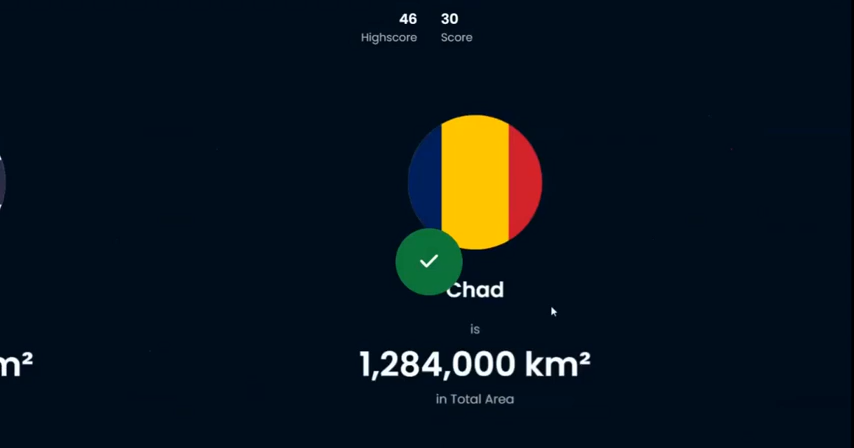 46 30
Highscore Score
Chad
is
m² 1,284,000 km²
in Total Area